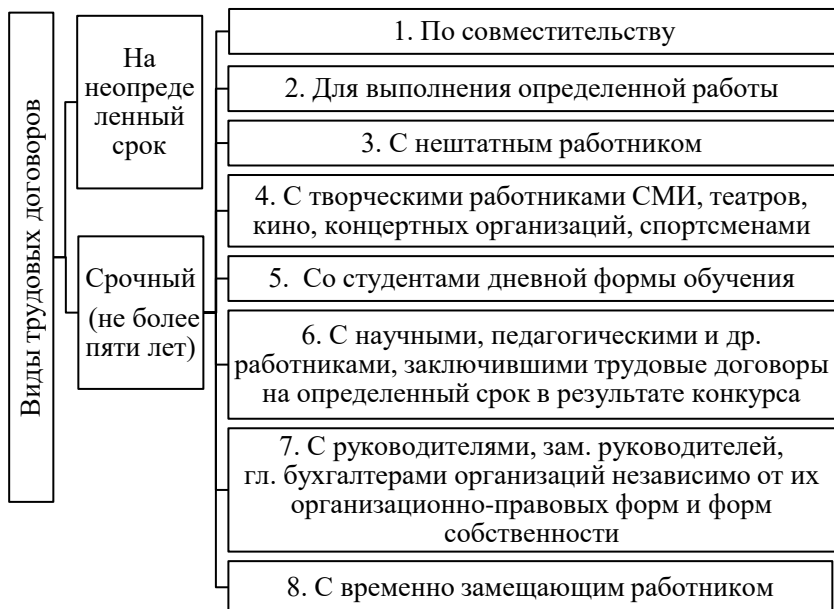 Виды трудовых договоров
На
неопреде
ленный
срок
Срочный
(не более
пяти лет)
1. По совместительству
2. Для выполнения определенной работы
3. С нештатным работником
4. С творческими работниками СМИ, театров,
кино, концертных организаций, спортсменами
5. Со студентами дневной формы обучения
6. С научными, педагогическими и др.
работниками, заключившими трудовые договоры
на определенный срок в результате конкурса
7. С руководителями, зам. руководителей,
гл. бухгалтерами организаций независимо от их
организационно-правовых форм и форм
собственности
8. С временно замещающим работником